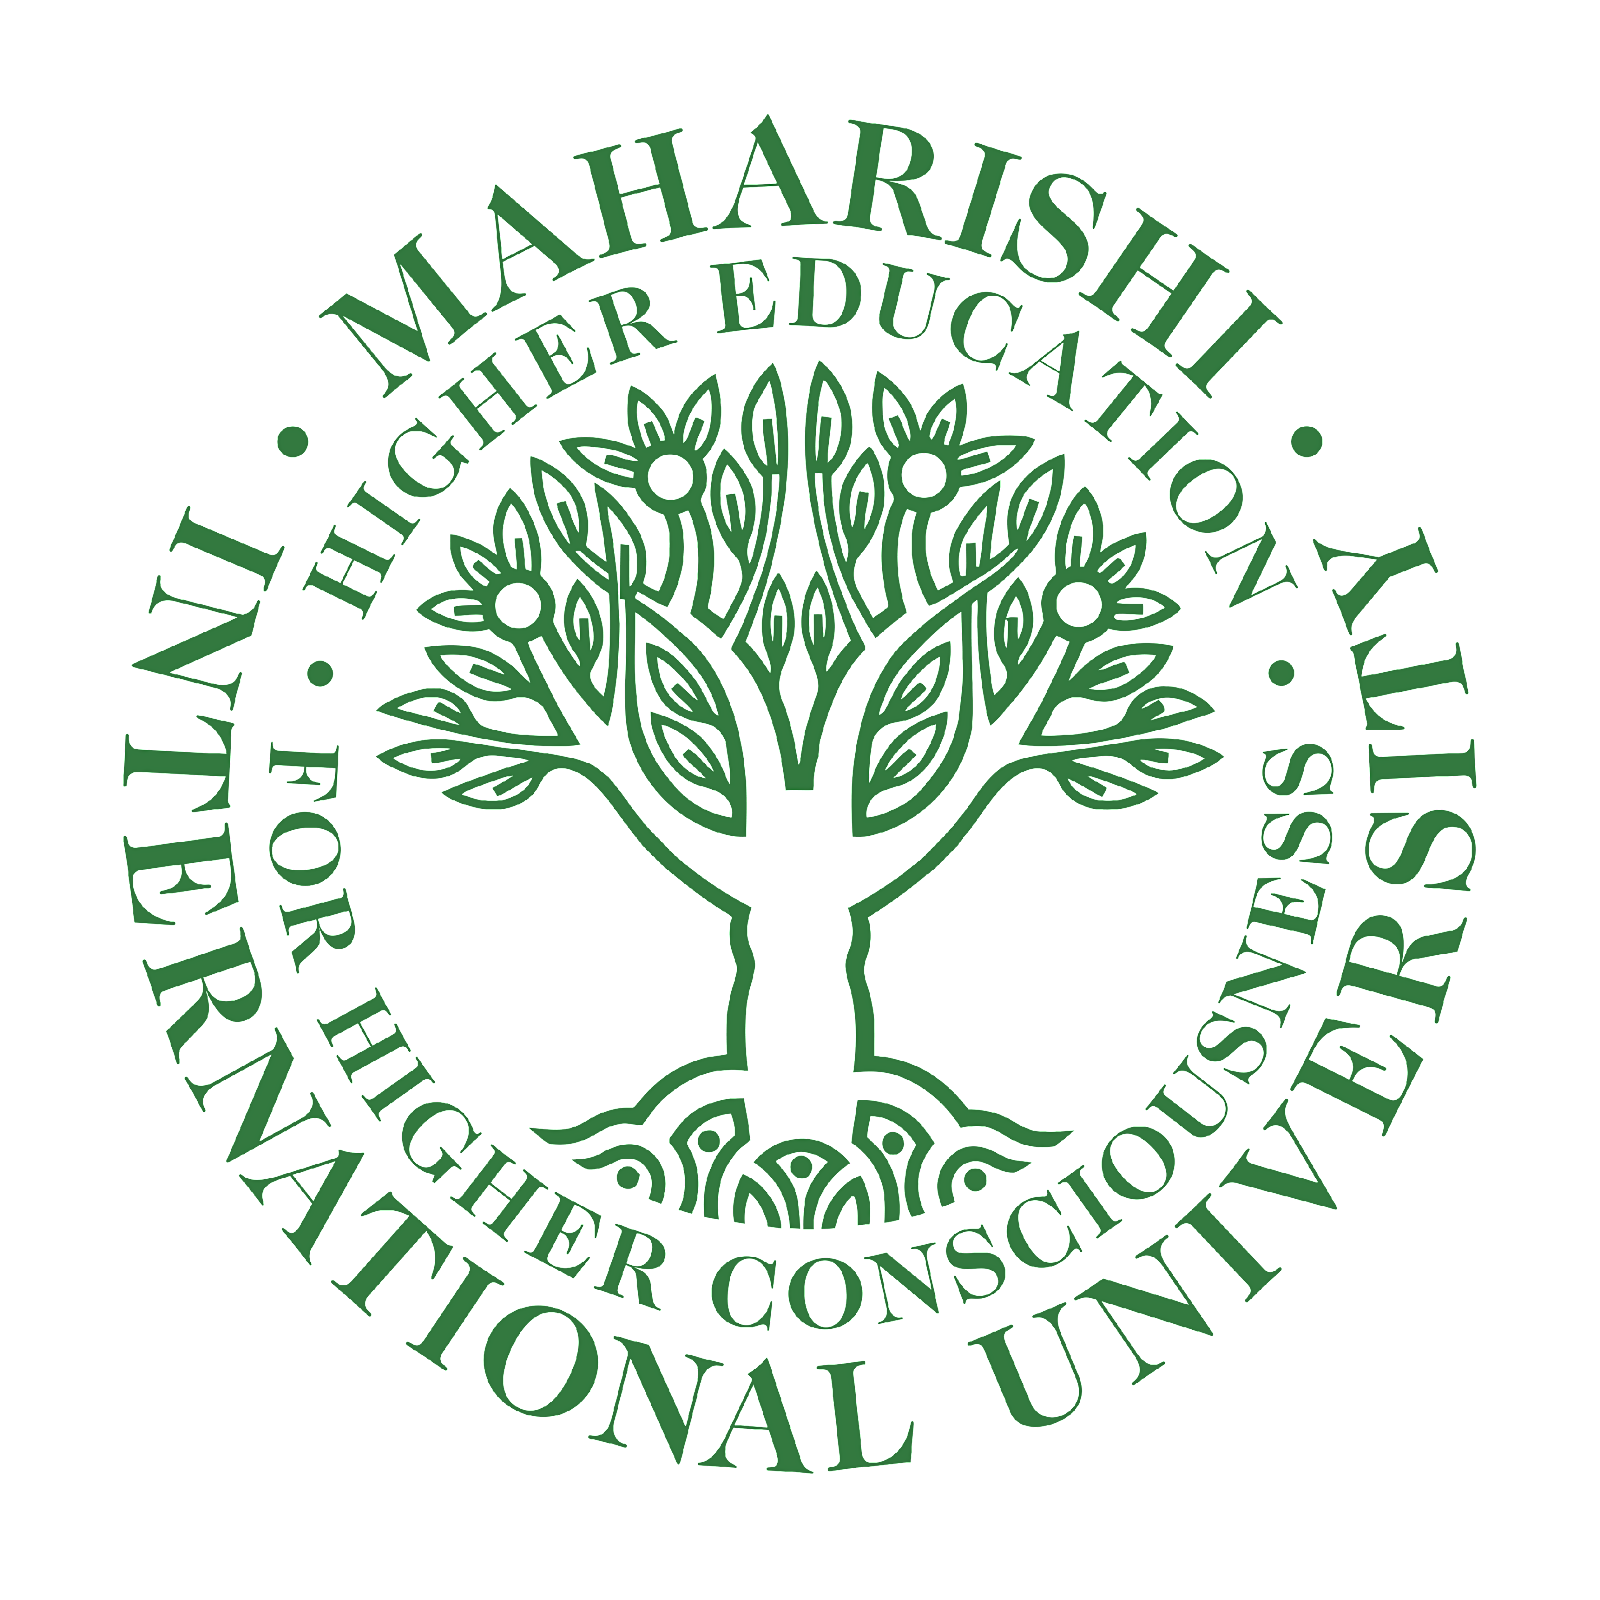 MAHARISHI
INTERNATIONAL UNIVERSITY
HIGHER EDUCATION
FOR HIGHER CONSCIOUSNESS